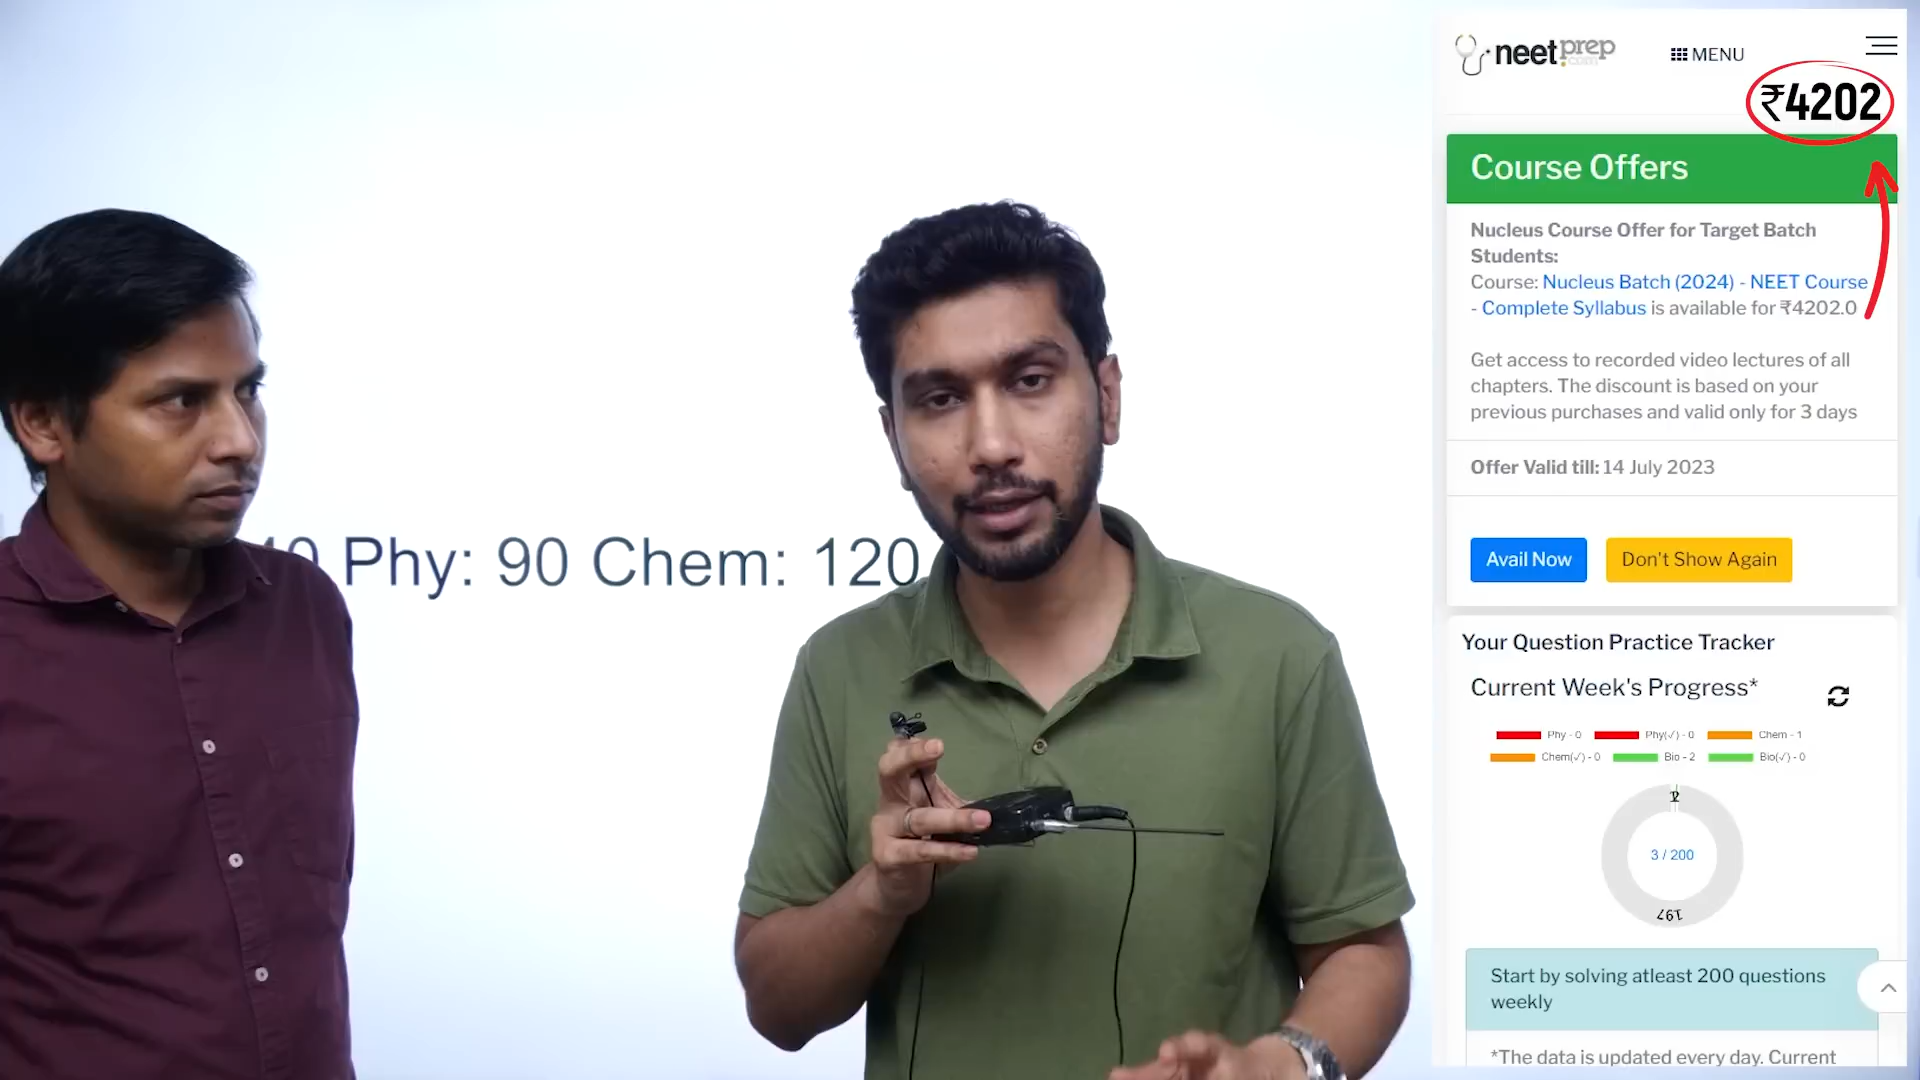 neetprep
.com
MENU
₹4202
Course Offers
Nucleus Course Offer for Target Batch
Students:
Course: Nucleus Batch (2024) - NEET Course
- Complete Syllabus is available for ₹4202.0
Get access to recorded video lectures of all
chapters. The discount is based on your
previous purchases and valid only for 3 days
Offer Valid till: 14 July 2023
Avail Now Don't Show Again
Phy: 90 Chem: 120
Your Question Practice Tracker
Current Week's Progress*
Phy - 0 Phy(✓) - 0 Chem - 1
Chem(✓) - 0 Bio - 2 Bio(✓) - 0
3 / 200
197
Start by solving atleast 200 questions
weekly
*The data is updated every day. Current